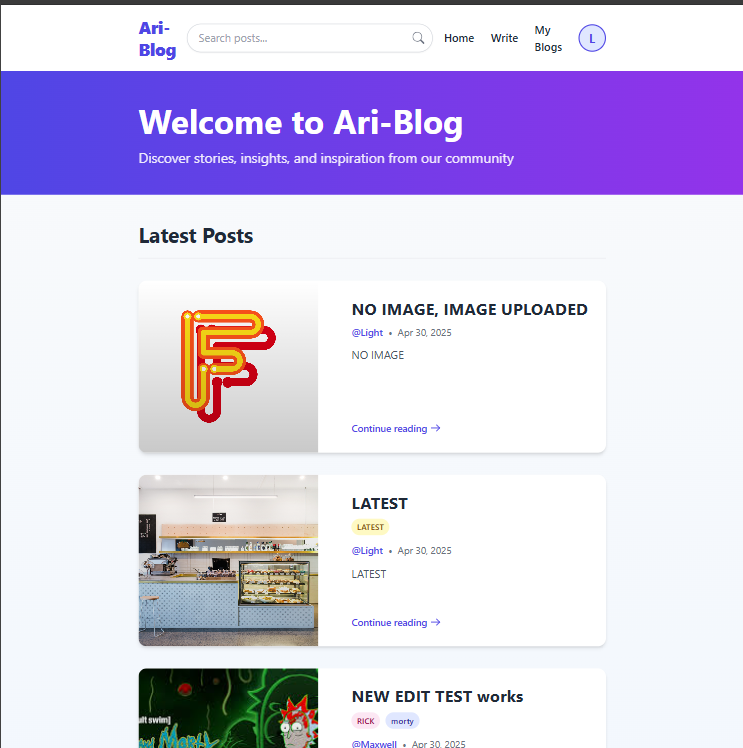 Ari-
Blog
Search posts...
Home
Write
My
Blogs
L
Welcome to Ari-Blog
Discover stories, insights, and inspiration from our community
Latest Posts
F
NO IMAGE, IMAGE UPLOADED
@Light • Apr 30, 2025
NO IMAGE
Continue reading →
LATEST
LATEST
@Light • Apr 30, 2025
LATEST
Continue reading →
ult swim]
NEW EDIT TEST works
RICK morty
@Maxwell • Apr 30, 2025